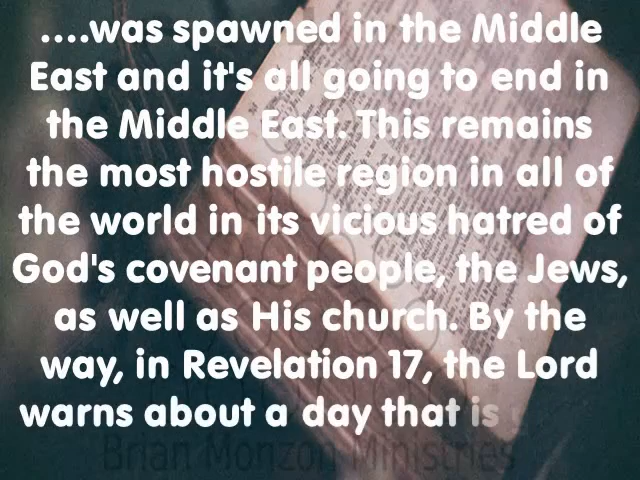 ....was spawned in the Middle
East and it's all going to end in
the Middle East. This remains
the most hostile region in all of
the world in its vicious hatred of
God's covenant people, the Jews,
as well as His church. By the
way, in Revelation 17, the Lord
warns about a day that is
Brian Monzon Ministries